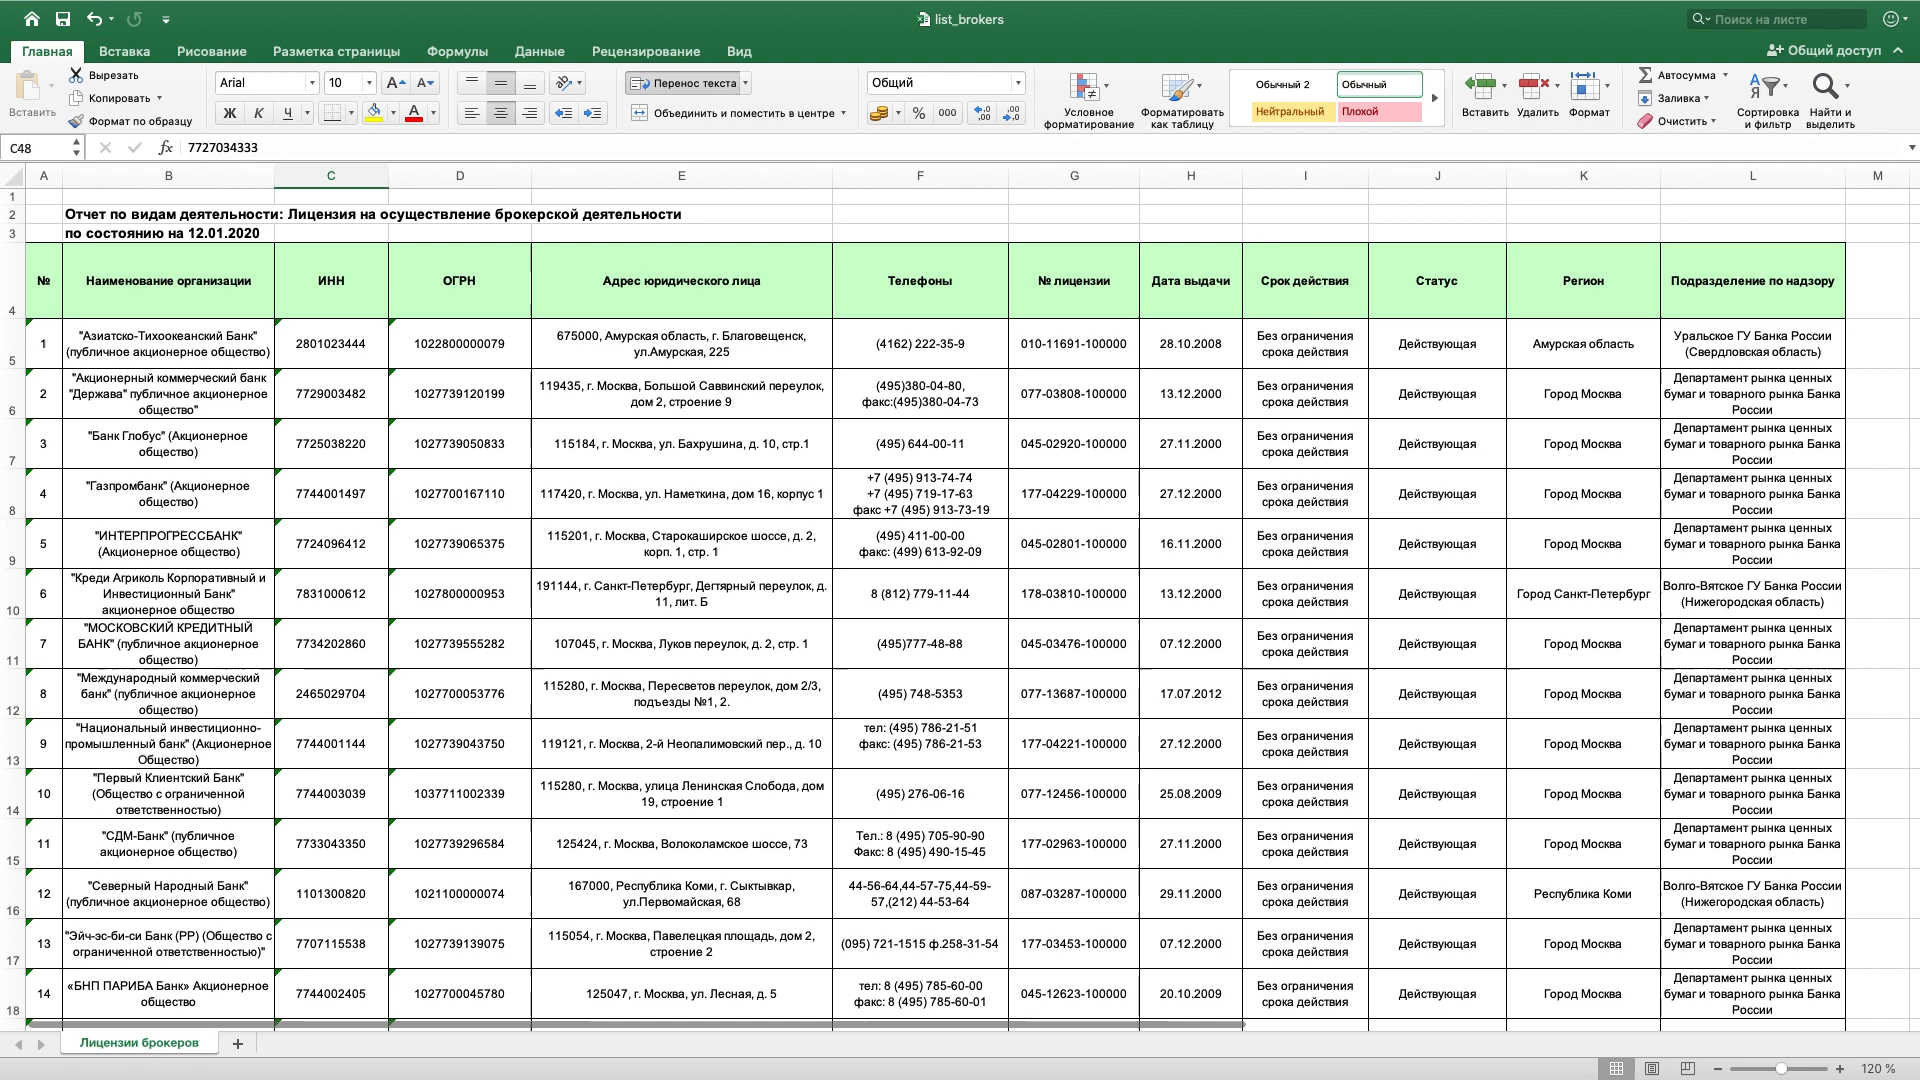 list_brokers
Поиск на листе
Главная Вставка Рисование Разметка страницы Формулы Данные Рецензирование Вид Общий доступ
Вставить
Вырезать
Копировать
Формат по образцу
Arial 10
Ж К Ч
Перенос текста
Объединить и поместить в центре
Общий
% 000
Условное форматирование
Форматировать как таблицу
Обычный 2 Обычный
Нейтральный Плохой
Вставить Удалить Формат
Автосумма
Заливка
Очистить
Сортировка и фильтр
Найти и выделить
C48 fx 7727034333
A B C D E F G H I J K L M
1
2 Отчет по видам деятельности: Лицензия на осуществление брокерской деятельности
3 по состоянию на 12.01.2020
4 № Наименование организации ИНН ОГРН Адрес юридического лица Телефоны № лицензии Дата выдачи Срок действия Статус Регион Подразделение по надзору
5 1 "Азиатско-Тихоокеанский Банк" (публичное акционерное общество) 2801023444 1022800000079 675000, Амурская область, г. Благовещенск, ул.Амурская, 225 (4162) 222-35-9 010-11691-100000 28.10.2008 Без ограничения срока действия Действующая Амурская область Уральское ГУ Банка России (Свердловская область)
6 2 "Акционерный коммерческий банк "Держава" публичное акционерное общество" 7729003482 1027739120199 119435, г. Москва, Большой Саввинский переулок, дом 2, строение 9 (495)380-04-80, факс:(495)380-04-73 077-03808-100000 13.12.2000 Без ограничения срока действия Действующая Город Москва Департамент рынка ценных бумаг и товарного рынка Банка России
7 3 "Банк Глобус" (Акционерное общество) 7725038220 1027739050833 115184, г. Москва, ул. Бахрушина, д. 10, стр.1 (495) 644-00-11 045-02920-100000 27.11.2000 Без ограничения срока действия Действующая Город Москва Департамент рынка ценных бумаг и товарного рынка Банка России
8 4 "Газпромбанк" (Акционерное общество) 7744001497 1027700167110 117420, г. Москва, ул. Наметкина, дом 16, корпус 1 +7 (495) 913-74-74 +7 (495) 719-17-63 факс +7 (495) 913-73-19 177-04229-100000 27.12.2000 Без ограничения срока действия Действующая Город Москва Департамент рынка ценных бумаг и товарного рынка Банка России
9 5 "ИНТЕРПРОГРЕССБАНК" (Акционерное общество) 7724096412 1027739065375 115201, г. Москва, Старокаширское шоссе, д. 2, корп. 1, стр. 1 (495) 411-00-00 факс: (499) 613-92-09 045-02801-100000 16.11.2000 Без ограничения срока действия Действующая Город Москва Департамент рынка ценных бумаг и товарного рынка Банка России
10 6 "Креди Агриколь Корпоративный и Инвестиционный Банк" акционерное общество 7831000612 1027800000953 191144, г. Санкт-Петербург, Дегтярный переулок, д. 11, лит. Б 8 (812) 779-11-44 178-03810-100000 13.12.2000 Без ограничения срока действия Действующая Город Санкт-Петербург Волго-Вятское ГУ Банка России (Нижегородская область)
11 7 "МОСКОВСКИЙ КРЕДИТНЫЙ БАНК" (публичное акционерное общество) 7734202860 1027739555282 107045, г. Москва, Луков переулок, д. 2, стр. 1 (495)777-48-88 045-03476-100000 07.12.2000 Без ограничения срока действия Действующая Город Москва Департамент рынка ценных бумаг и товарного рынка Банка России
12 8 "Международный коммерческий банк" (публичное акционерное общество) 2465029704 1027700053776 115280, г. Москва, Пересветов переулок, дом 2/3, подъезды №1, 2. (495) 748-5353 077-13687-100000 17.07.2012 Без ограничения срока действия Действующая Город Москва Департамент рынка ценных бумаг и товарного рынка Банка России
13 9 "Национальный инвестиционно-промышленный банк" (Акционерное Общество) 7744001144 1027739043750 119121, г. Москва, 2-й Неопалимовский пер., д. 10 тел: (495) 786-21-51 факс: (495) 786-21-53 177-04221-100000 27.12.2000 Без ограничения срока действия Действующая Город Москва Департамент рынка ценных бумаг и товарного рынка Банка России
14 10 "Первый Клиентский Банк" (Общество с ограниченной ответственностью) 7744003039 1037711002339 115280, г. Москва, улица Ленинская Слобода, дом 19, строение 1 (495) 276-06-16 077-12456-100000 25.08.2009 Без ограничения срока действия Действующая Город Москва Департамент рынка ценных бумаг и товарного рынка Банка России
15 11 "СДМ-Банк" (публичное акционерное общество) 7733043350 1027739296584 125424, г. Москва, Волоколамское шоссе, 73 Тел.: 8 (495) 705-90-90 Факс: 8 (495) 490-15-45 177-02963-100000 27.11.2000 Без ограничения срока действия Действующая Город Москва Департамент рынка ценных бумаг и товарного рынка Банка России
16 12 "Северный Народный Банк" (публичное акционерное общество) 1101300820 1021100000074 167000, Республика Коми, г. Сыктывкар, ул.Первомайская, 68 44-56-64,44-57-75,44-59-57,(212) 44-53-64 087-03287-100000 29.11.2000 Без ограничения срока действия Действующая Республика Коми Волго-Вятское ГУ Банка России (Нижегородская область)
17 13 "Эйч-эс-би-си Банк (РР) (Общество с ограниченной ответственностью)" 7707115538 1027739139075 115054, г. Москва, Павелецкая площадь, дом 2, строение 2 (095) 721-1515 ф.258-31-54 177-03453-100000 07.12.2000 Без ограничения срока действия Действующая Город Москва Департамент рынка ценных бумаг и товарного рынка Банка России
18 14 «БНП ПАРИБА Банк» Акционерное общество 7744002405 1027700045780 125047, г. Москва, ул. Лесная, д. 5 тел: 8 (495) 785-60-00 факс: 8 (495) 785-60-01 045-12623-100000 20.10.2009 Без ограничения срока действия Действующая Город Москва Департамент рынка ценных бумаг и товарного рынка Банка России
Лицензии брокеров +
120 %